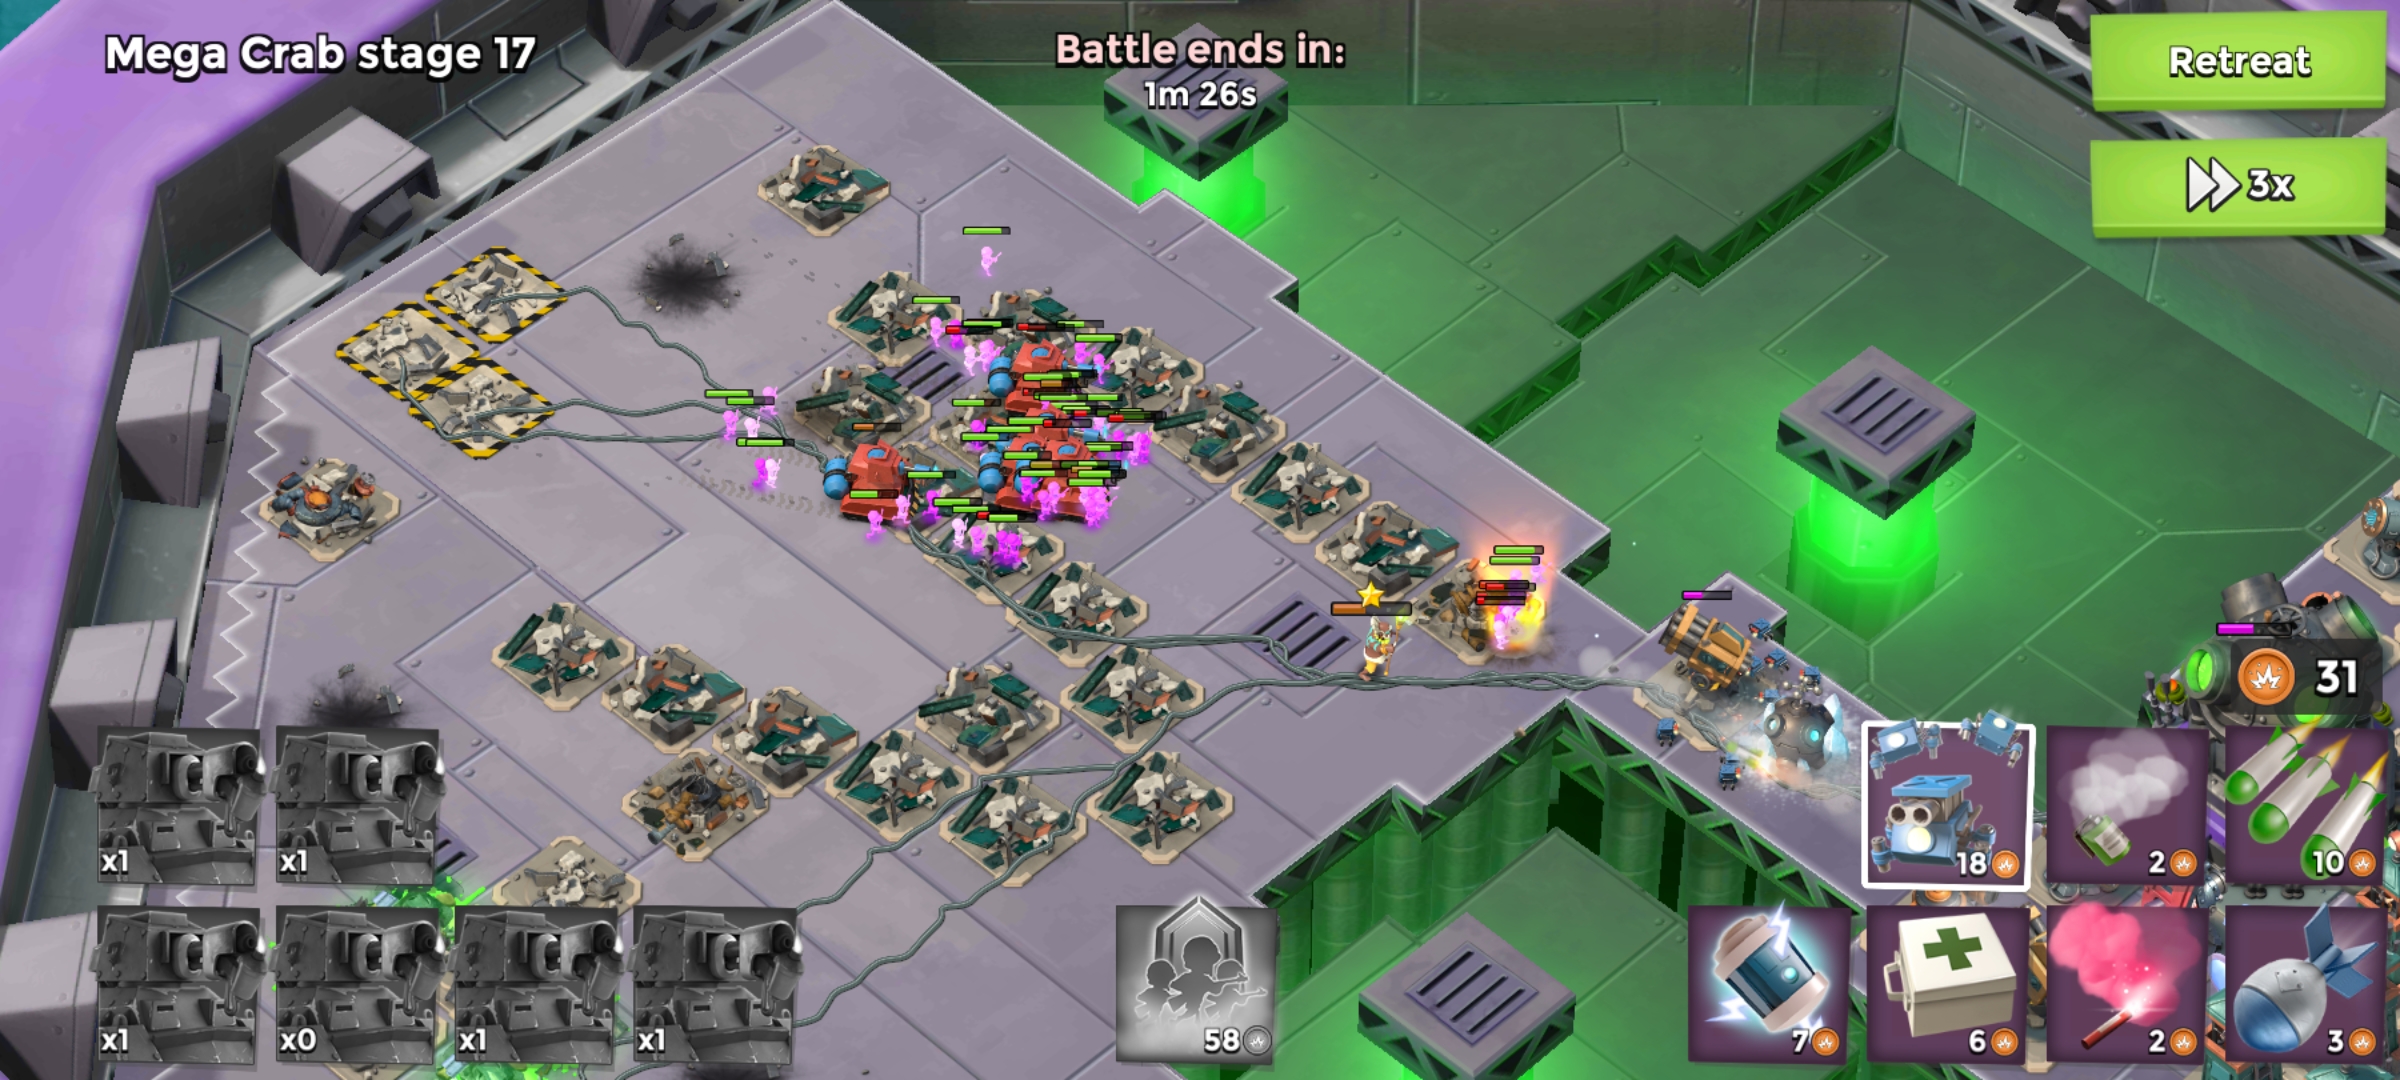 Mega Crab stage 17
Battle ends in:
1m 26s
Retreat
3x
31
x1
x1
18
2
10
x1
x0
x1
x1
58
7
6
2
3